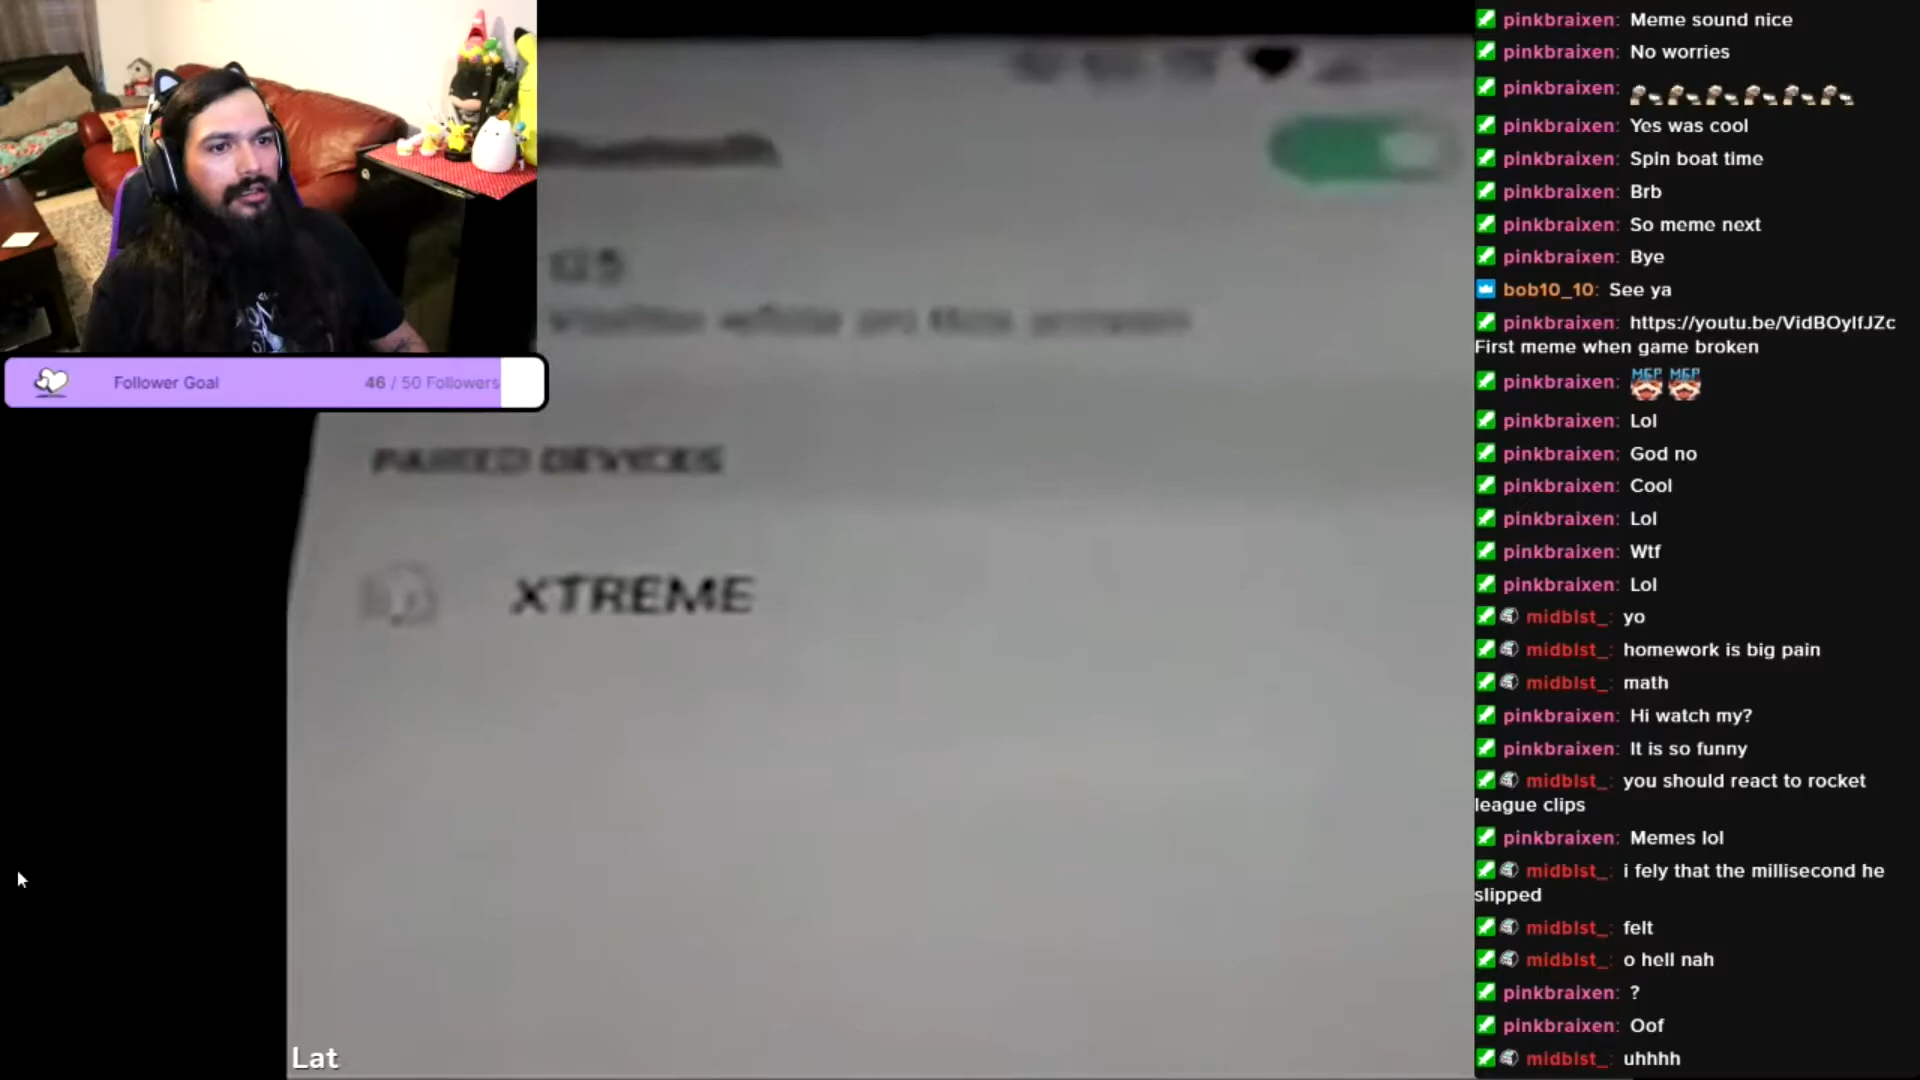 Follower Goal 46 / 50 Followers
PAIRED DEVICES
XTREME
Lat
pinkbraixen: Meme sound nice
pinkbraixen: No worries
pinkbraixen:
pinkbraixen: Yes was cool
pinkbraixen: Spin boat time
pinkbraixen: Brb
pinkbraixen: So meme next
pinkbraixen: Bye
bob10_10: See ya
pinkbraixen: https://youtu.be/VidBOyIfJZc
First meme when game broken
pinkbraixen:
pinkbraixen: Lol
pinkbraixen: God no
pinkbraixen: Cool
pinkbraixen: Lol
pinkbraixen: Wtf
pinkbraixen: Lol
midblst_: yo
midblst_: homework is big pain
midblst_: math
pinkbraixen: Hi watch my?
pinkbraixen: It is so funny
midblst_: you should react to rocket
league clips
pinkbraixen: Memes lol
midblst_: i fely that the millisecond he
slipped
midblst_: felt
midblst_: o hell nah
pinkbraixen: ?
pinkbraixen: Oof
midblst_: uhhhh